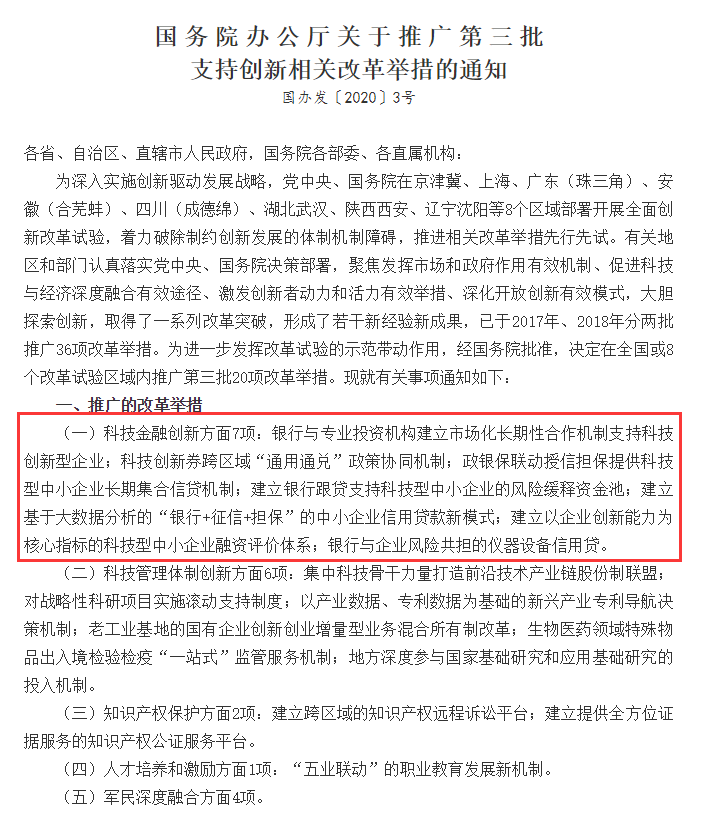 国务院办公厅关于推广第三批
支持创新相关改革举措的通知
国办发〔2020〕3号
各省、自治区、直辖市人民政府，国务院各部委、各直属机构：
为深入实施创新驱动发展战略，党中央、国务院在京津冀、上海、广东（珠三角）、安
徽（合芜蚌）、四川（成德绵）、湖北武汉、陕西西安、辽宁沈阳等8个区域部署开展全面创
新改革试验，着力破除制约创新发展的体制机制障碍，推进相关改革举措先行先试。有关地
区和部门认真落实党中央、国务院决策部署，聚焦发挥市场和政府作用有效机制、促进科技
与经济深度融合有效途径、激发创新者动力和活力有效举措、深化开放创新有效模式，大胆
探索创新，取得了一系列改革突破，形成了若干新经验新成果，已于2017年、2018年分两批
推广36项改革举措。为进一步发挥改革试验的示范带动作用，经国务院批准，决定在全国或8
个改革试验区域内推广第三批20项改革举措。现就有关事项通知如下：
一、推广的改革举措
（一）科技金融创新方面7项：银行与专业投资机构建立市场化长期性合作机制支持科技
创新型企业；科技创新券跨区域“通用通兑”政策协同机制；政银保联动授信担保提供科技
型中小企业长期集合信贷机制；建立银行跟贷支持科技型中小企业的风险缓释资金池；建立
基于大数据分析的“银行+征信+担保”的中小企业信用贷款新模式；建立以企业创新能力为
核心指标的科技型中小企业融资评价体系；银行与企业风险共担的仪器设备信用贷。
（二）科技管理体制创新方面6项：集中科技骨干力量打造前沿技术产业链股份制联盟；
对战略性科研项目实施滚动支持制度；以产业数据、专利数据为基础的新兴产业专利导航决
策机制；老工业基地的国有企业创新创业增量型业务混合所有制改革；生物医药领域特殊物
品出入境检验检疫“一站式”监管服务机制；地方深度参与国家基础研究和应用基础研究的
投入机制。
（三）知识产权保护方面2项：建立跨区域的知识产权远程诉讼平台；建立提供全方位证
据服务的知识产权公证服务平台。
（四）人才培养和激励方面1项：“五业联动”的职业教育发展新机制。
（五）军民深度融合方面4项。